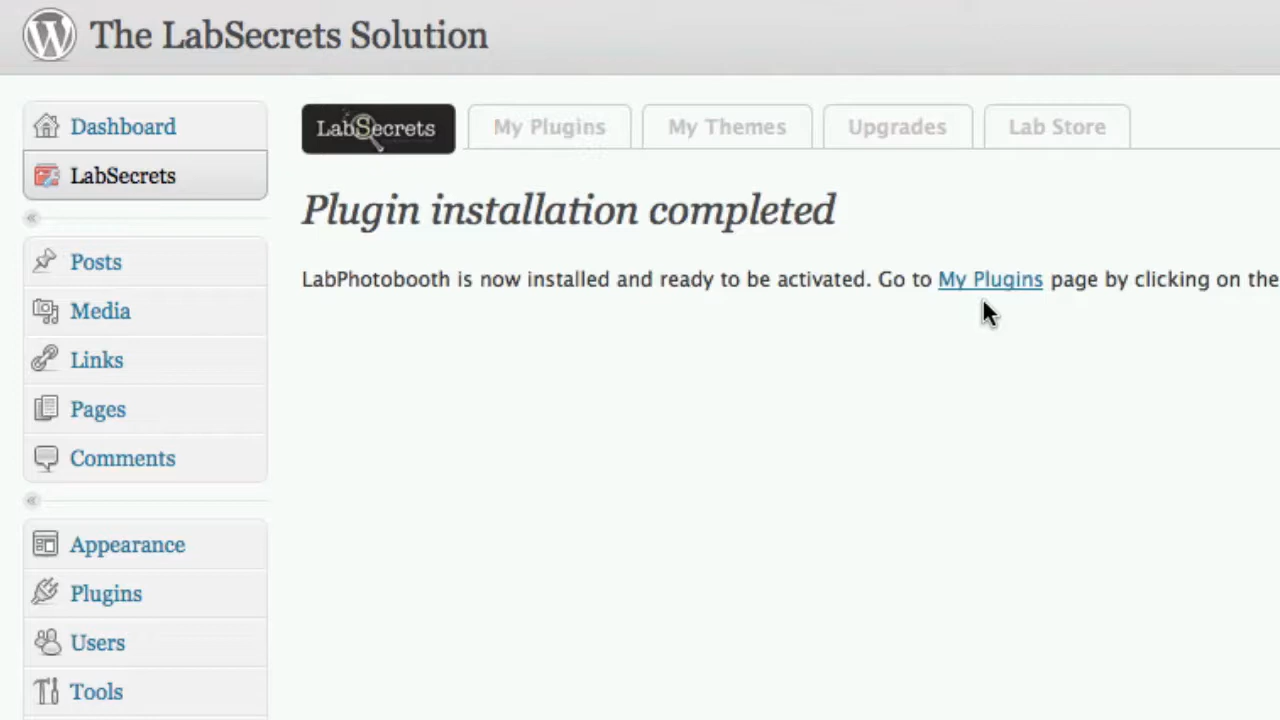 The LabSecrets Solution
Dashboard
LabSecrets
Posts
Media
Links
Pages
Comments
Appearance
Plugins
Users
Tools
LabSecrets
My Plugins
My Themes
Upgrades
Lab Store
Plugin installation completed
LabPhotobooth is now installed and ready to be activated. Go to My Plugins page by clicking on the